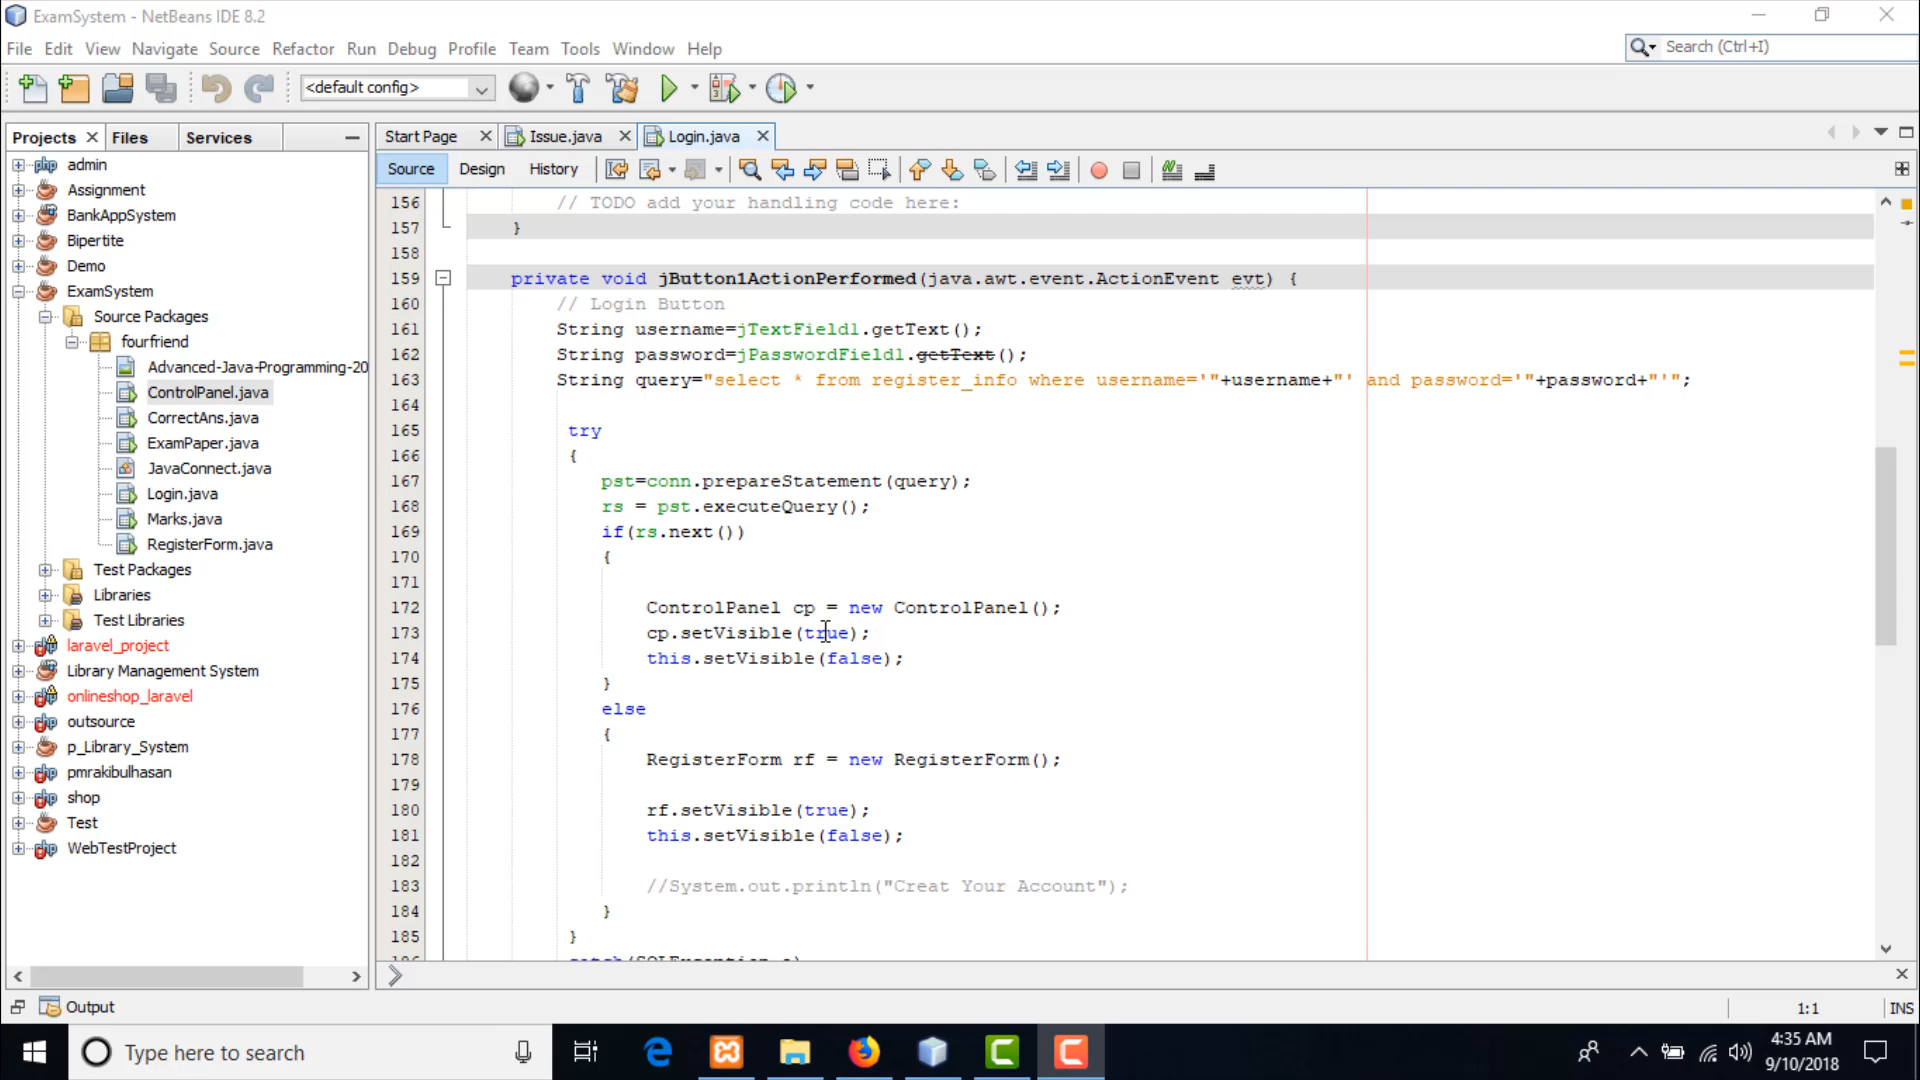 ExamSystem - NetBeans IDE 8.2
File Edit View Navigate Source Refactor Run Debug Profile Team Tools Window Help
Search (Ctrl+I)
<default config>
Projects Files Services
Start Page Issue.java Login.java
Source Design History
admin
Assignment
BankAppSystem
Bipertite
Demo
ExamSystem
Source Packages
fourfriend
Advanced-Java-Programming-20
ControlPanel.java
CorrectAns.java
ExamPaper.java
JavaConnect.java
Login.java
Marks.java
RegisterForm.java
Test Packages
Libraries
Test Libraries
laravel_project
Library Management System
onlineshop_laravel
outsource
p_Library_System
pmrakibulhasan
shop
Test
WebTestProject
156 // TODO add your handling code here:
157 }
158
159 private void jButton1ActionPerformed(java.awt.event.ActionEvent evt) {
160 // Login Button
161 String username=jTextField1.getText();
162 String password=jPasswordField1.getText();
163 String query="select * from register_info where username='"+username+"' and password='"+password+"'";
164
165 try
166 {
167 pst=conn.prepareStatement(query);
168 rs = pst.executeQuery();
169 if(rs.next())
170 {
171
172 ControlPanel cp = new ControlPanel();
173 cp.setVisible(true);
174 this.setVisible(false);
175 }
176 else
177 {
178 RegisterForm rf = new RegisterForm();
179
180 rf.setVisible(true);
181 this.setVisible(false);
182
183 //System.out.println("Creat Your Account");
184 }
185 }
186 catch(SQLException e)
Output
1:1 INS
Type here to search
4:35 AM
9/10/2018